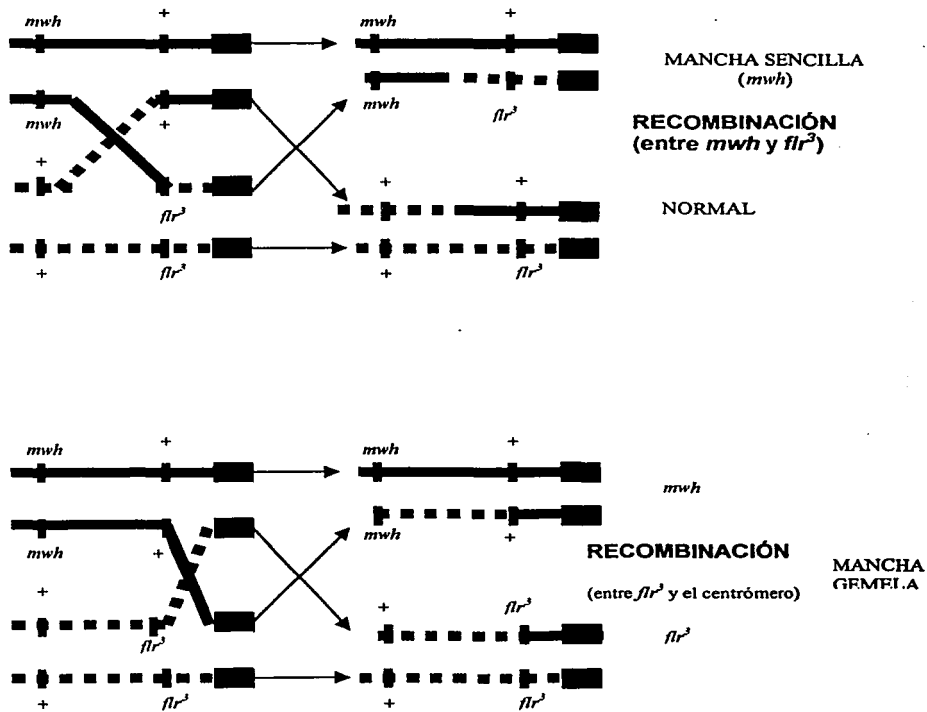 mwh +
mwh +
MANCHA SENCILLA
(mwh)
mwh +
mwh flr³
RECOMBINACIÓN
(entre mwh y flr³)
+
flr³
+ +
NORMAL
+ flr³
+ flr³
mwh +
mwh +
mwh
mwh +
mwh +
RECOMBINACIÓN
(entre flr³ y el centrómero)
MANCHA
GEMELA
+
flr³
+ flr³
flr³
+ flr³
+ flr³